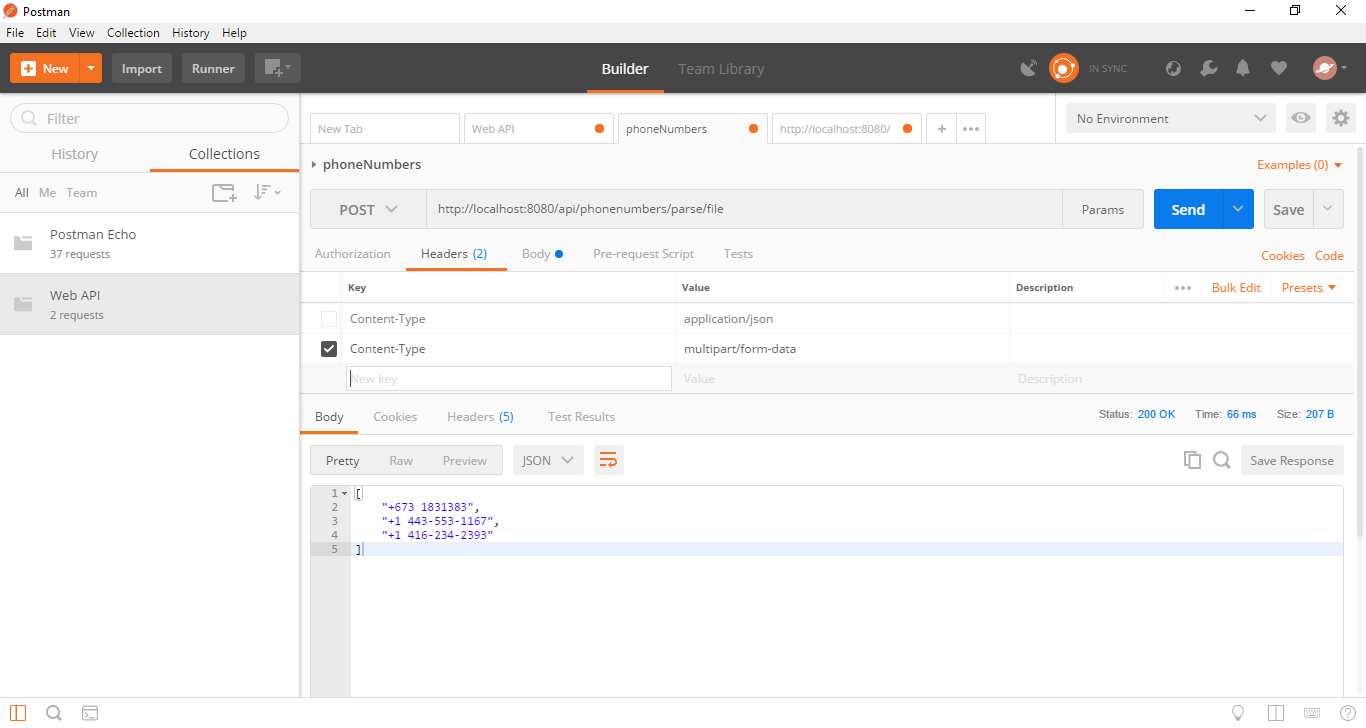 Postman
File Edit View Collection History Help
New Import Runner Builder Team Library IN SYNC
Filter
History Collections
All Me Team
Postman Echo
37 requests
Web API
2 requests
New Tab Web API phoneNumbers http://localhost:8080/ + ••• No Environment
phoneNumbers Examples (0)
POST http://localhost:8080/api/phonenumbers/parse/file Params Send Save
Authorization Headers (2) Body Pre-request Script Tests Cookies Code
Key Value Description ••• Bulk Edit Presets
Content-Type application/json
Content-Type multipart/form-data
New key Value Description
Body Cookies Headers (5) Test Results Status: 200 OK Time: 66 ms Size: 207 B
Pretty Raw Preview JSON Save Response
1 [
2 "+673 1831383",
3 "+1 443-553-1167",
4 "+1 416-234-2393"
5 ]